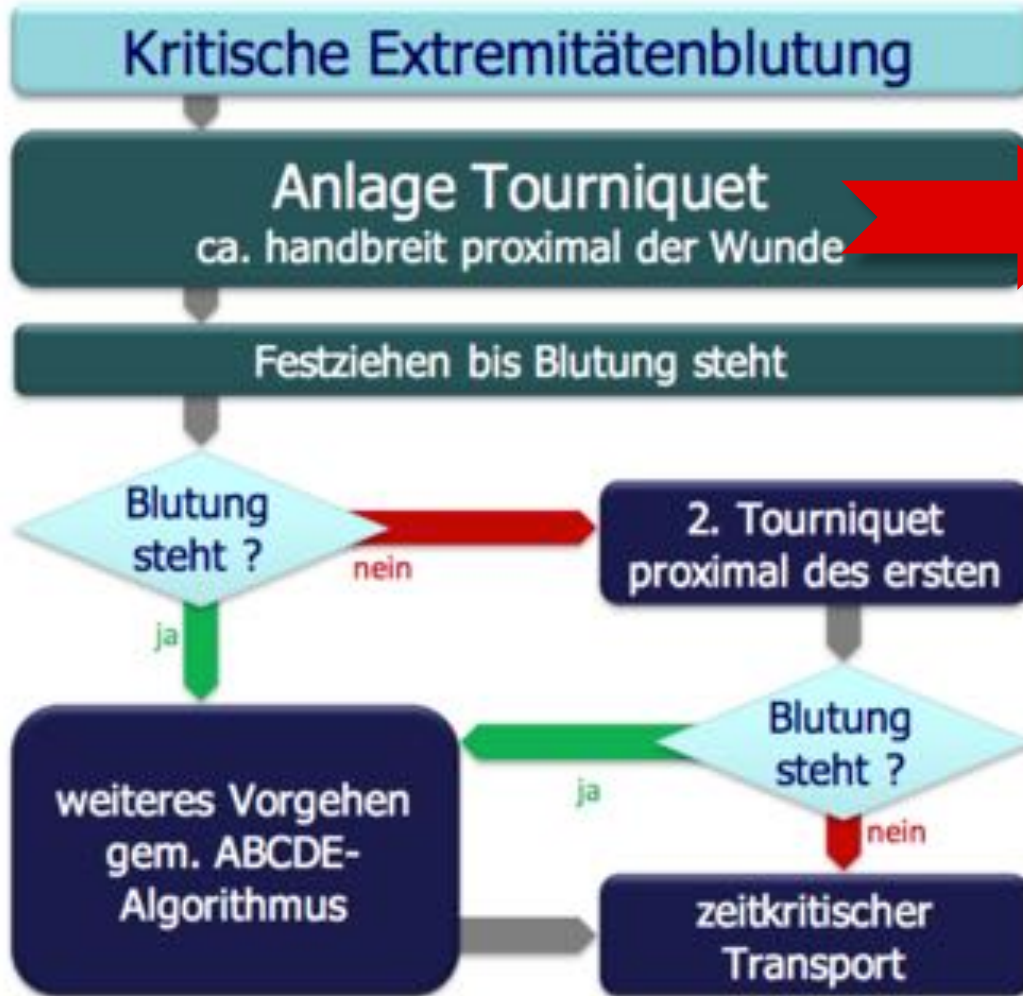 Kritische Extremitätenblutung
Anlage Tourniquet
ca. handbreit proximal der Wunde
Festziehen bis Blutung steht
Blutung
steht ?
nein
2. Tourniquet
proximal des ersten
ja
Blutung
steht ?
ja
nein
weiteres Vorgehen
gem. ABCDE-
Algorithmus
zeitkritischer
Transport